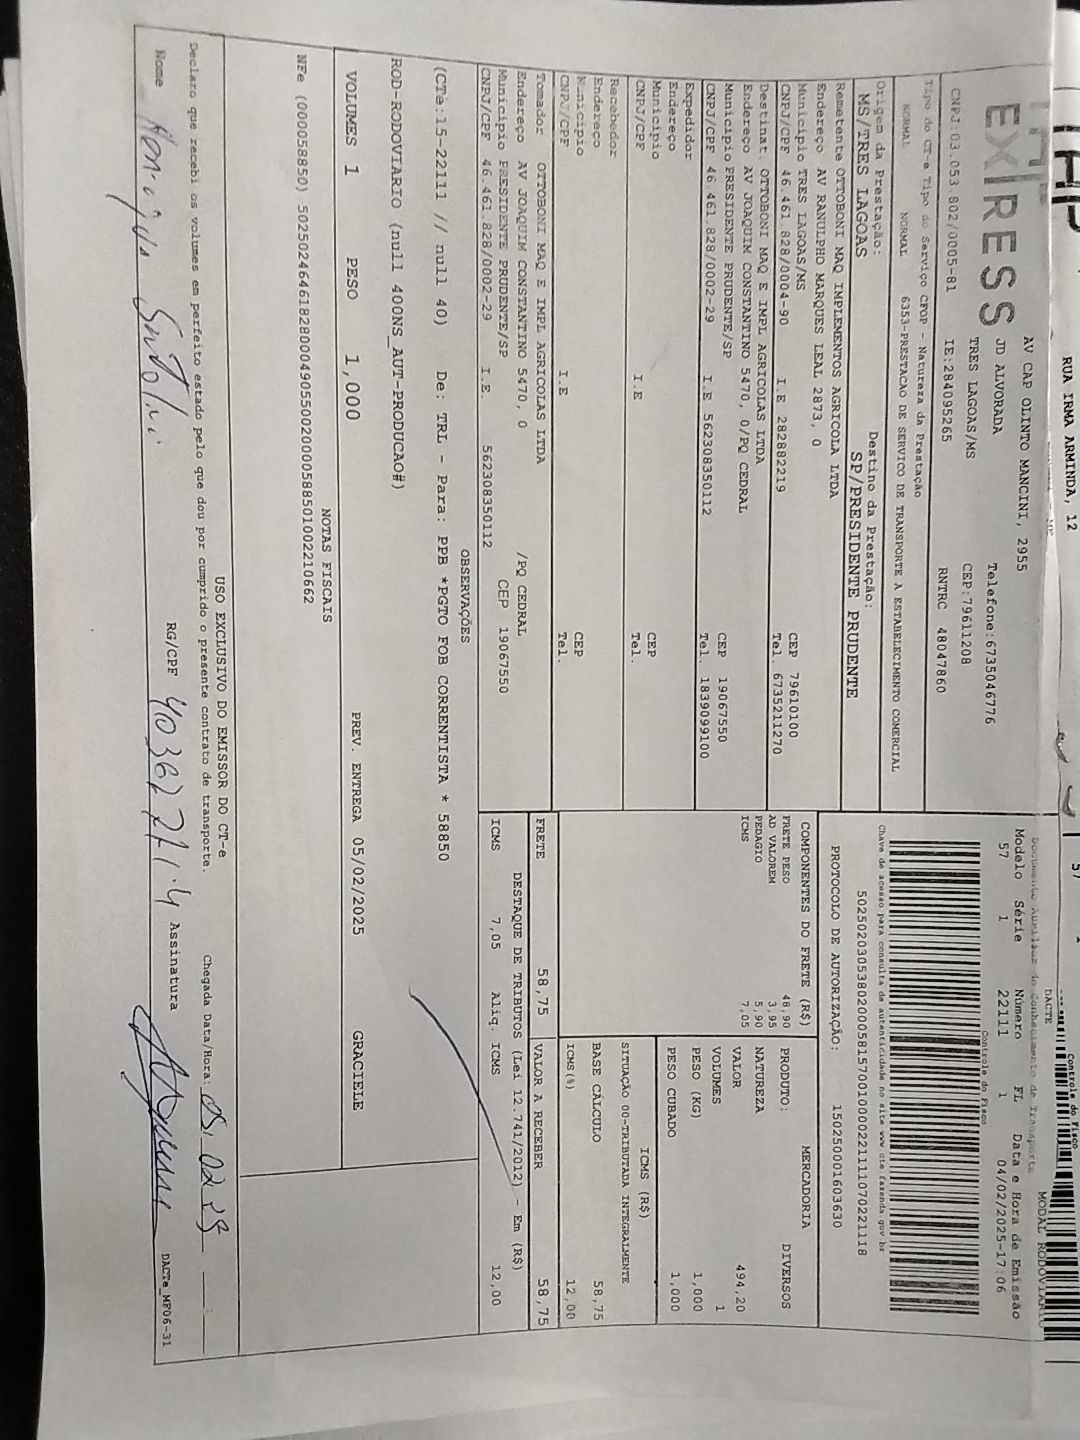 RUA IRMA ARMINDA, 12
57
1
DACTE
Controle do Fisco
MODAL RODOVIARIO
EX|RESS
AV CAP OLINTO MANCINI, 2955
JD ALVORADA
Telefone:6735046776
TRES LAGOAS/MS
CEP:79611208
CNPJ:03.053.802/0005-81
IE:284095265
RNTRC 48047860
Documento Auxiliar do Conhecimento de Transporte
Modelo Série Número FL Data e Hora de Emissão
57 1 22111 1 04/02/2025-17:06
Controle do Fisco
Tipo do CT-e Tipo do Serviço CFOP - Natureza da Prestação
NORMAL NORMAL 6353-PRESTACAO DE SERVICO DE TRANSPORTE A ESTABELECIMENTO COMERCIAL
Chave de acesso para consulta de autenticidade no site www.cte.fazenda.gov.br
50250203053802000581570010000221111070221118
Origem da Prestação:
MS/TRES LAGOAS
Destino da Prestação:
SP/PRESIDENTE PRUDENTE
PROTOCOLO DE AUTORIZAÇÃO: 150250001603630
Remetente OTTOBONI MAQ IMPLEMENTOS AGRICOLA LTDA
Endereço AV RANULPHO MARQUES LEAL 2873, 0
Municipio TRES LAGOAS/MS CEP 79610100
CNPJ/CPF 46.461.828/0004-90 I.E 282882219 Tel. 6735211270
Destinat. OTTOBONI MAQ E IMPL AGRICOLAS LTDA
Endereço AV JOAQUIM CONSTANTINO 5470, 0/PQ CEDRAL
Municipio PRESIDENTE PRUDENTE/SP CEP 19067550
CNPJ/CPF 46.461.828/0002-29 I.E 562308350112 Tel. 1839099100
Expedidor
Endereço
Municipio CEP
CNPJ/CPF I.E Tel.
Recebedor
Endereço
Municipio CEP
CNPJ/CPF I.E Tel.
Tomador OTTOBONI MAQ E IMPL AGRICOLAS LTDA
Endereço AV JOAQUIM CONSTANTINO 5470, 0 /PQ CEDRAL
Municipio PRESIDENTE PRUDENTE/SP CEP 19067550
CNPJ/CPF 46.461.828/0002-29 I.E 562308350112
COMPONENTES DO FRETE (R$)
FRETE PESO 48,90
AD VALOREM 3,95
PEDAGIO 5,90
ICMS 7,05
MERCADORIA
PRODUTO: DIVERSOS
NATUREZA
VALOR 494,20
VOLUMES 1
PESO (KG) 1,000
PESO CUBADO 1,000
ICMS (R$)
SITUAÇÃO 00-TRIBUTADA INTEGRALMENTE
BASE CÁLCULO 58,75
ICMS(%) 12,00
FRETE 58,75
VALOR A RECEBER 58,75
DESTAQUE DE TRIBUTOS (Lei 12.741/2012) - Em (R$)
ICMS 7,05 Aliq. ICMS 12,00
OBSERVAÇÕES
(CTe:15-22111 // null 40) De: TRL - Para: PPB *PGTO FOB CORRENTISTA * 58850
ROD-RODOVIARIO (null 400NS_AUT-PRODUCAO#)
VOLUMES 1 PESO 1,000 PREV. ENTREGA 05/02/2025 GRACIELE
NOTAS FISCAIS
NFe (000058850) 50250246461828000490550020000588501002210662
USO EXCLUSIVO DO EMISSOR DO CT-e
Declaro que recebi os volumes em perfeito estado pelo que dou por cumprido o presente contrato de transporte.
Chegada Data/Hora: 05.02.25 :
Nome RG/CPF Assinatura
DACTe_MF06-31